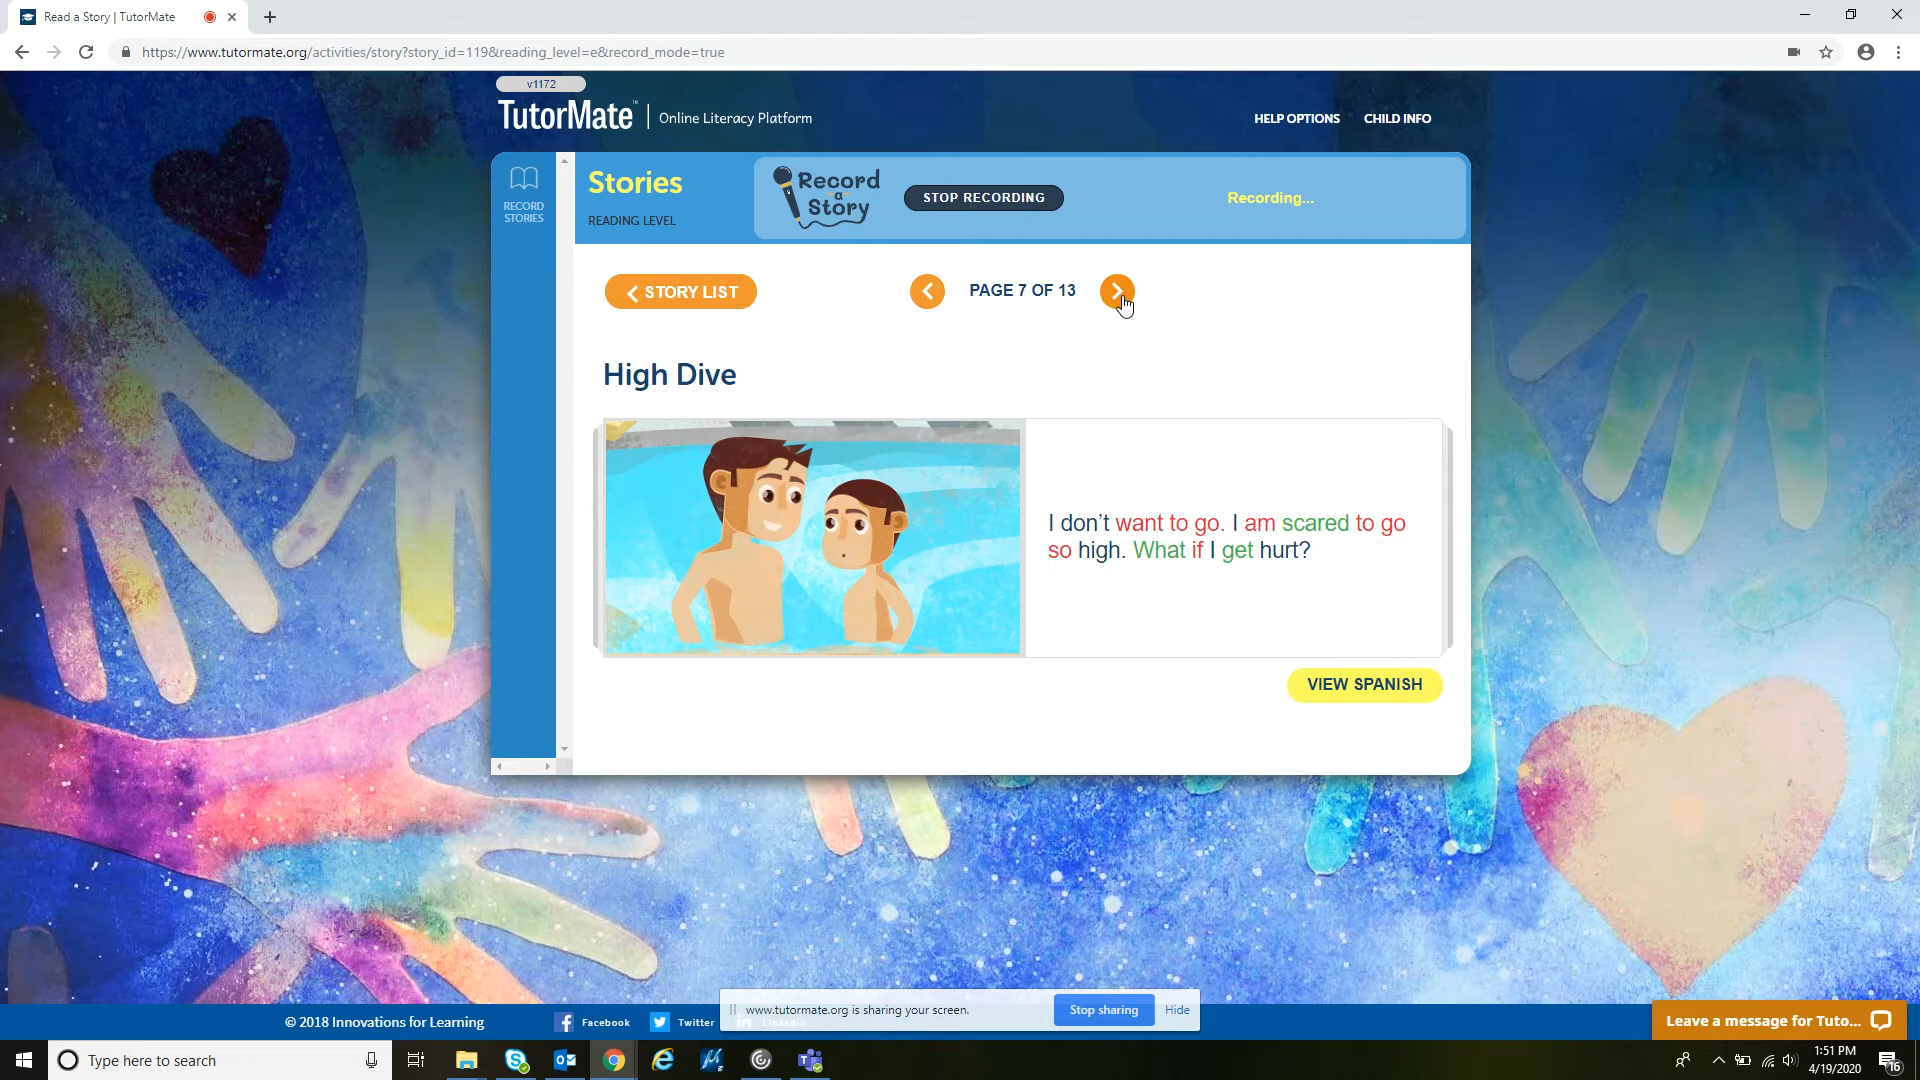 Read a Story | TutorMate
https://www.tutormate.org/activities/story?story_id=119&reading_level=e&record_mode=true
v1172
TutorMate™ | Online Literacy Platform
HELP OPTIONS CHILD INFO
RECORD
STORIES
Stories
READING LEVEL
Record
a
Story
STOP RECORDING
Recording...
STORY LIST
PAGE 7 OF 13
High Dive
I don't want to go. I am scared to go
so high. What if I get hurt?
VIEW SPANISH
© 2018 Innovations for Learning
Facebook
Twitter
www.tutormate.org is sharing your screen.
Stop sharing
Hide
Leave a message for Tuto...
Type here to search
1:51 PM
4/19/2020
16